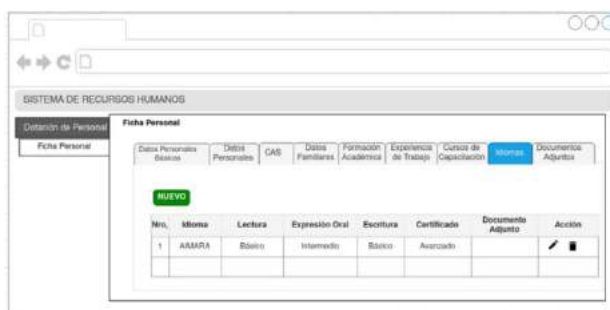 SISTEMA DE RECURSOS HUMANOS
Dotación de Personal
Ficha Personal
Ficha Personal
Datos Personales Básicos
Datos Personales
CAS
Datos Familiares
Formación Académica
Experiencia de Trabajo
Cursos de Capacitación
Idiomas
Documentos Adjuntos
NUEVO
Nro. Idioma Lectura Expresión Oral Escritura Certificado Documento Adjunto Acción
1 AIMARA Básico Intermedio Básico Avanzado